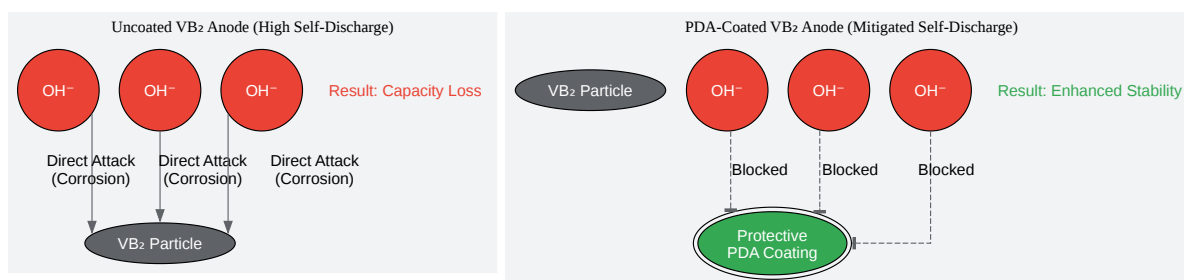 Uncoated VB₂ Anode (High Self-Discharge)
OH⁻
OH⁻
OH⁻
Result: Capacity Loss
Direct Attack
(Corrosion)
Direct Attack
(Corrosion)
Direct Attack
(Corrosion)
VB₂ Particle
PDA-Coated VB₂ Anode (Mitigated Self-Discharge)
VB₂ Particle
OH⁻
OH⁻
OH⁻
Result: Enhanced Stability
Blocked
Blocked
Blocked
Protective
PDA Coating